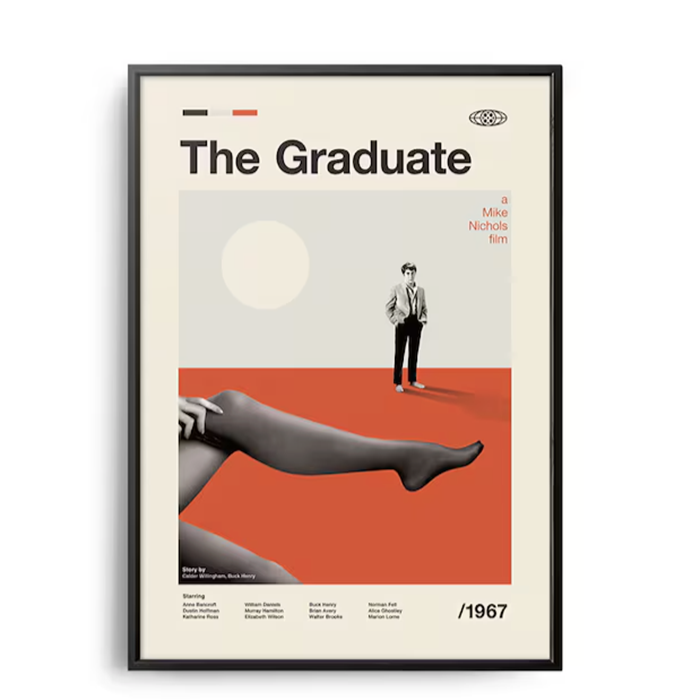 The Graduate
a
Mike
Nichols
film
Story by
Calder Willingham, Buck Henry
Starring
Anne Bancroft
Dustin Hoffman
Katharine Ross
William Daniels
Murray Hamilton
Elizabeth Wilson
Buck Henry
Brian Avery
Walter Brooke
Norman Fell
Alice Ghostley
Marion Lorne
/1967